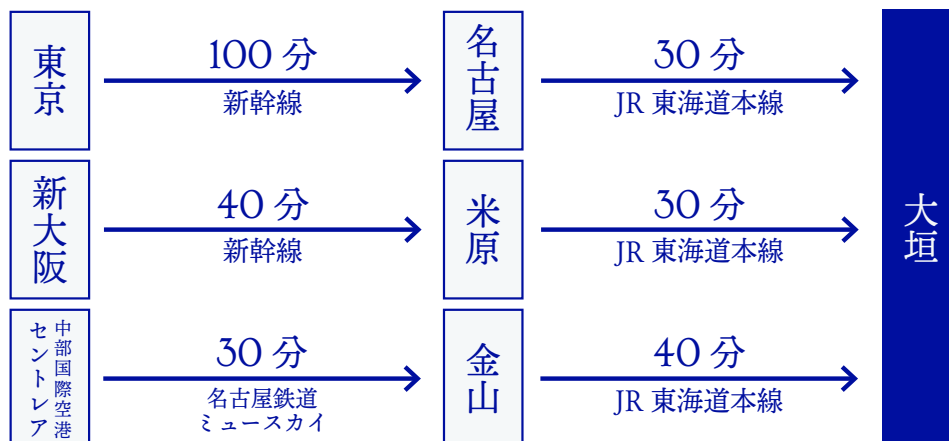 東京
100 分
新幹線
名古屋
30 分
JR 東海道本線
新大阪
40 分
新幹線
米原
30 分
JR 東海道本線
中部国際空港
セントレア
30 分
名古屋鉄道
ミュースカイ
金山
40 分
JR 東海道本線
大垣